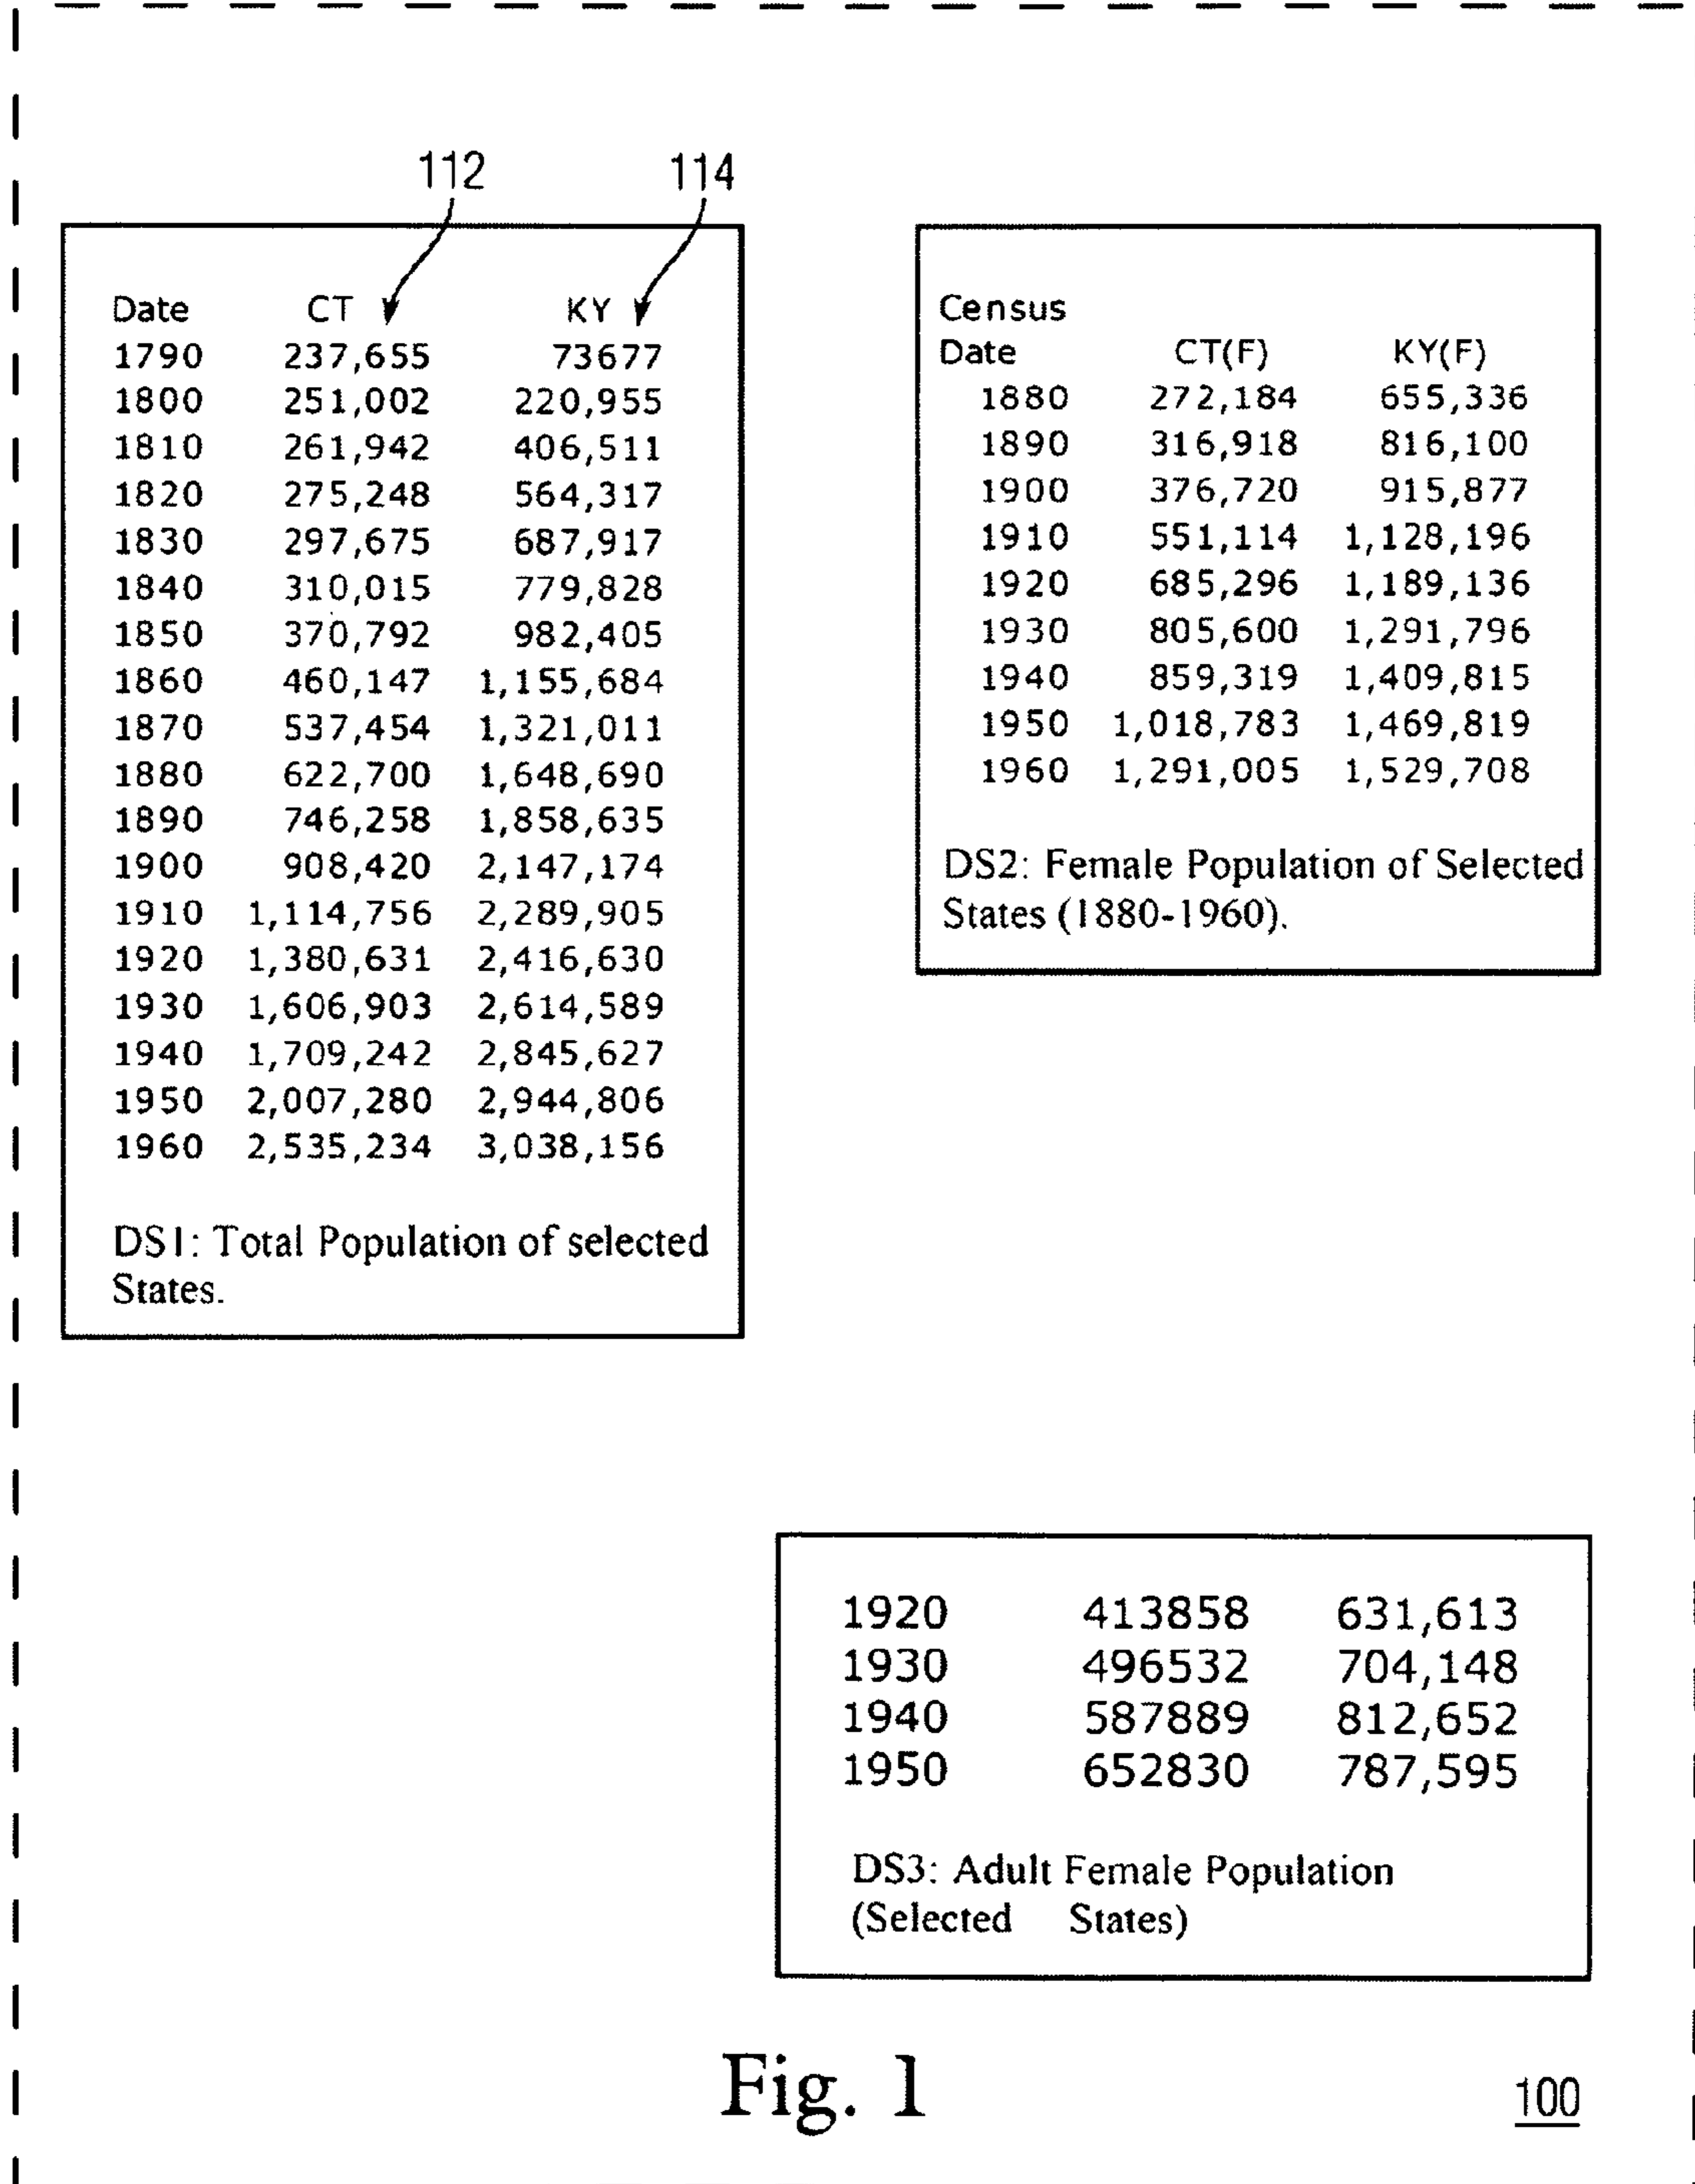 112 114
Date CT KY
1790 237,655 73677
1800 251,002 220,955
1810 261,942 406,511
1820 275,248 564,317
1830 297,675 687,917
1840 310,015 779,828
1850 370,792 982,405
1860 460,147 1,155,684
1870 537,454 1,321,011
1880 622,700 1,648,690
1890 746,258 1,858,635
1900 908,420 2,147,174
1910 1,114,756 2,289,905
1920 1,380,631 2,416,630
1930 1,606,903 2,614,589
1940 1,709,242 2,845,627
1950 2,007,280 2,944,806
1960 2,535,234 3,038,156
DS1: Total Population of selected
States.
Census
Date CT(F) KY(F)
1880 272,184 655,336
1890 316,918 816,100
1900 376,720 915,877
1910 551,114 1,128,196
1920 685,296 1,189,136
1930 805,600 1,291,796
1940 859,319 1,409,815
1950 1,018,783 1,469,819
1960 1,291,005 1,529,708
DS2: Female Population of Selected
States (1880-1960).
1920 413858 631,613
1930 496532 704,148
1940 587889 812,652
1950 652830 787,595
DS3: Adult Female Population
(Selected States)
Fig. 1
100